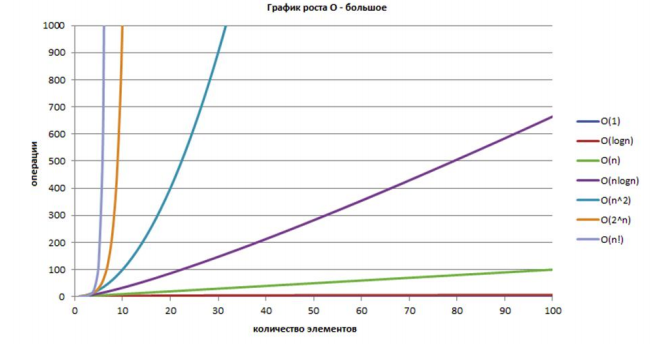 График роста О - большое
1000
900
800
700
600
500
400
300
200
100
0
операции
0 10 20 30 40 50 60 70 80 90 100
количество элементов
O(1)
O(logn)
O(n)
O(nlogn)
O(n^2)
O(2^n)
O(n!)